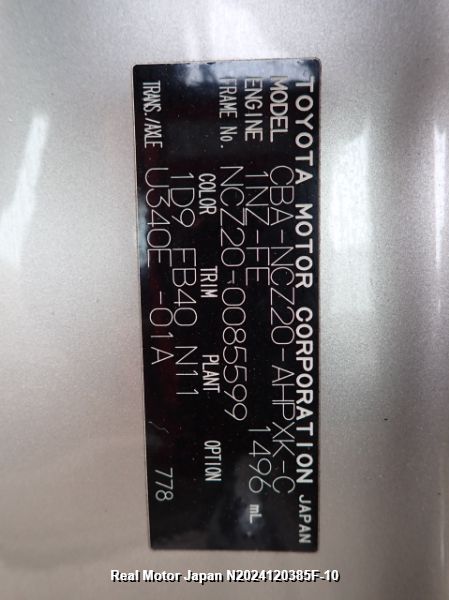 TOYOTA MOTOR CORPORATION JAPAN
MODEL CBA-NCZ20-AHPXK-C
ENGINE 1NZ-FE 1496 mL
FRAME No. NCZ20-0085599
COLOR TRIM PLANT OPTION
1D9 FB40 N11
TRANS./AXLE U340E -01A / 778
Real Motor Japan N2024120385F-10